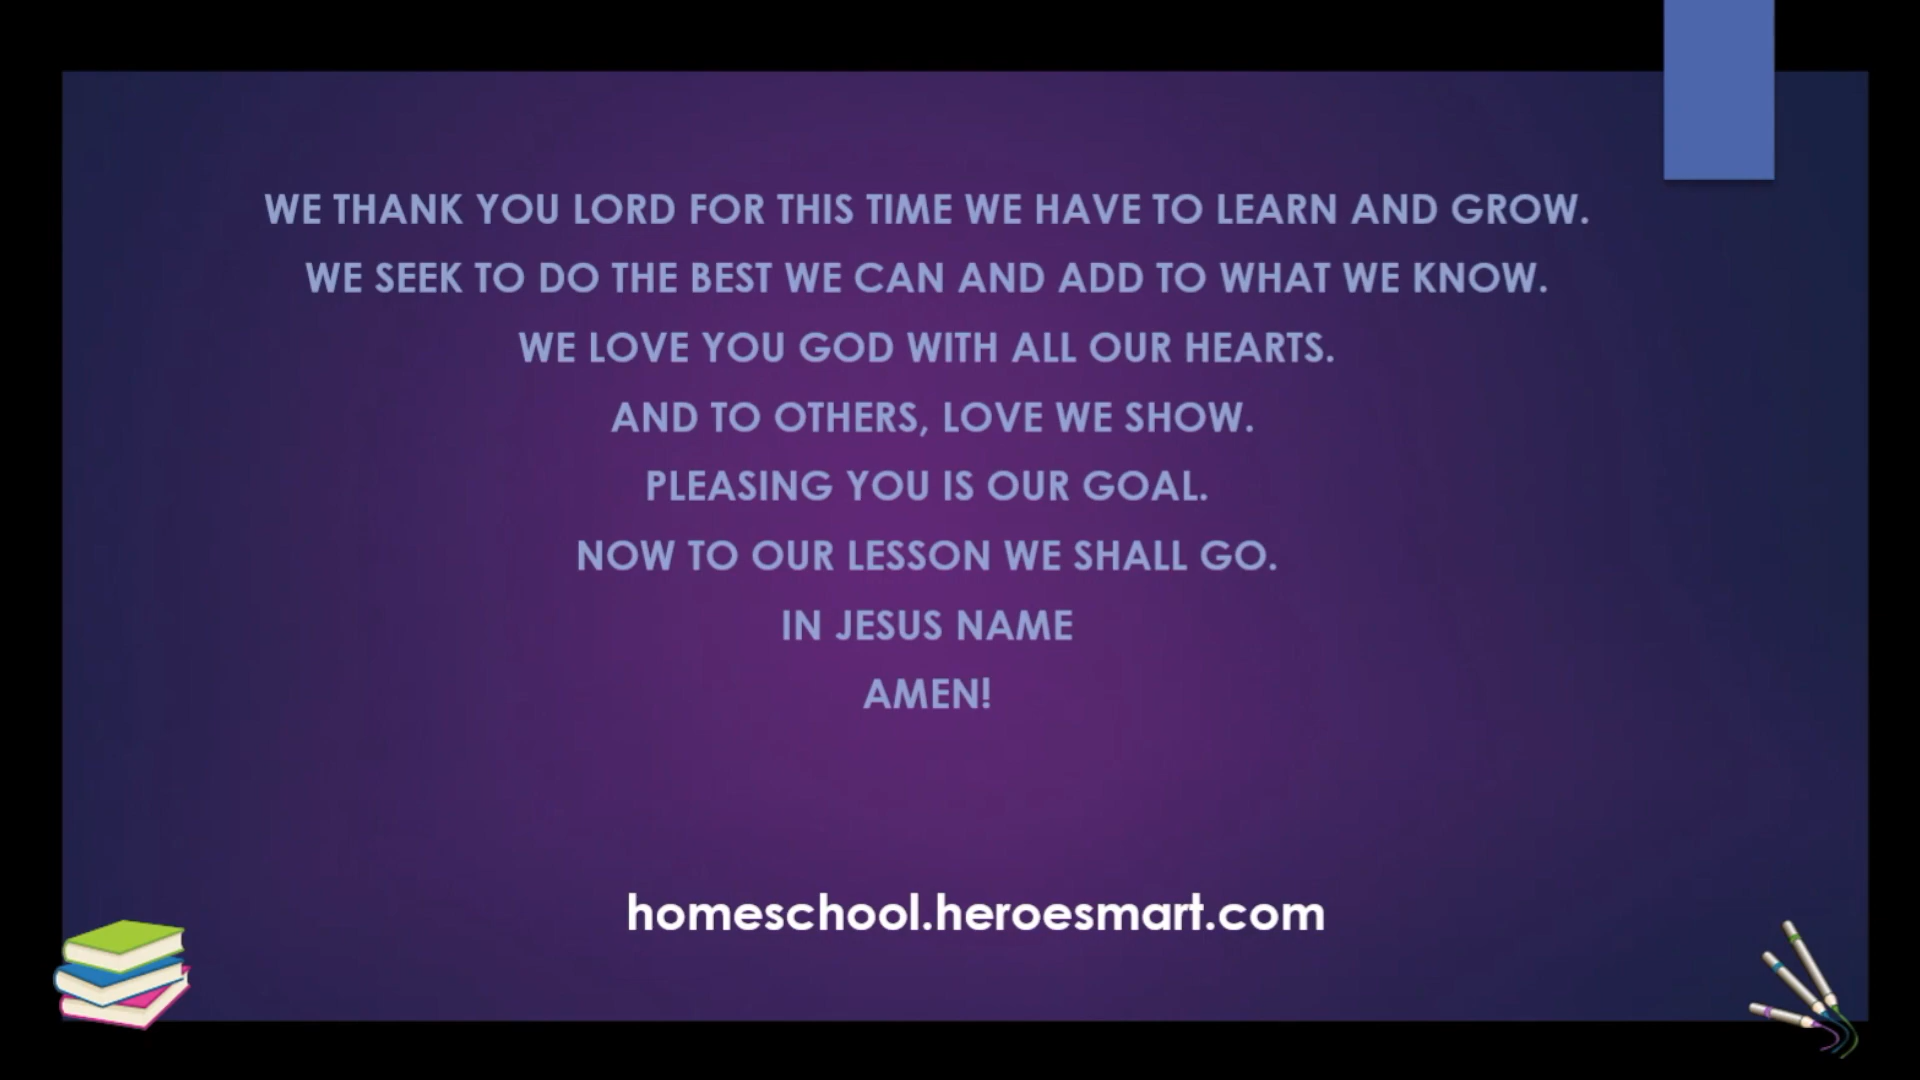 WE THANK YOU LORD FOR THIS TIME WE HAVE TO LEARN AND GROW.
WE SEEK TO DO THE BEST WE CAN AND ADD TO WHAT WE KNOW.
WE LOVE YOU GOD WITH ALL OUR HEARTS.
AND TO OTHERS, LOVE WE SHOW.
PLEASING YOU IS OUR GOAL.
NOW TO OUR LESSON WE SHALL GO.
IN JESUS NAME
AMEN!
homeschool.heroesmart.com